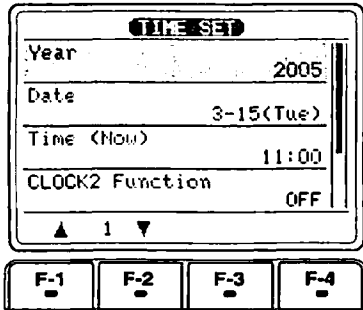 TIME SET
Year
2005
Date
3-15(Tue)
Time (Now)
11:00
CLOCK2 Function
OFF
▲ 1 ▼
F-1 F-2 F-3 F-4